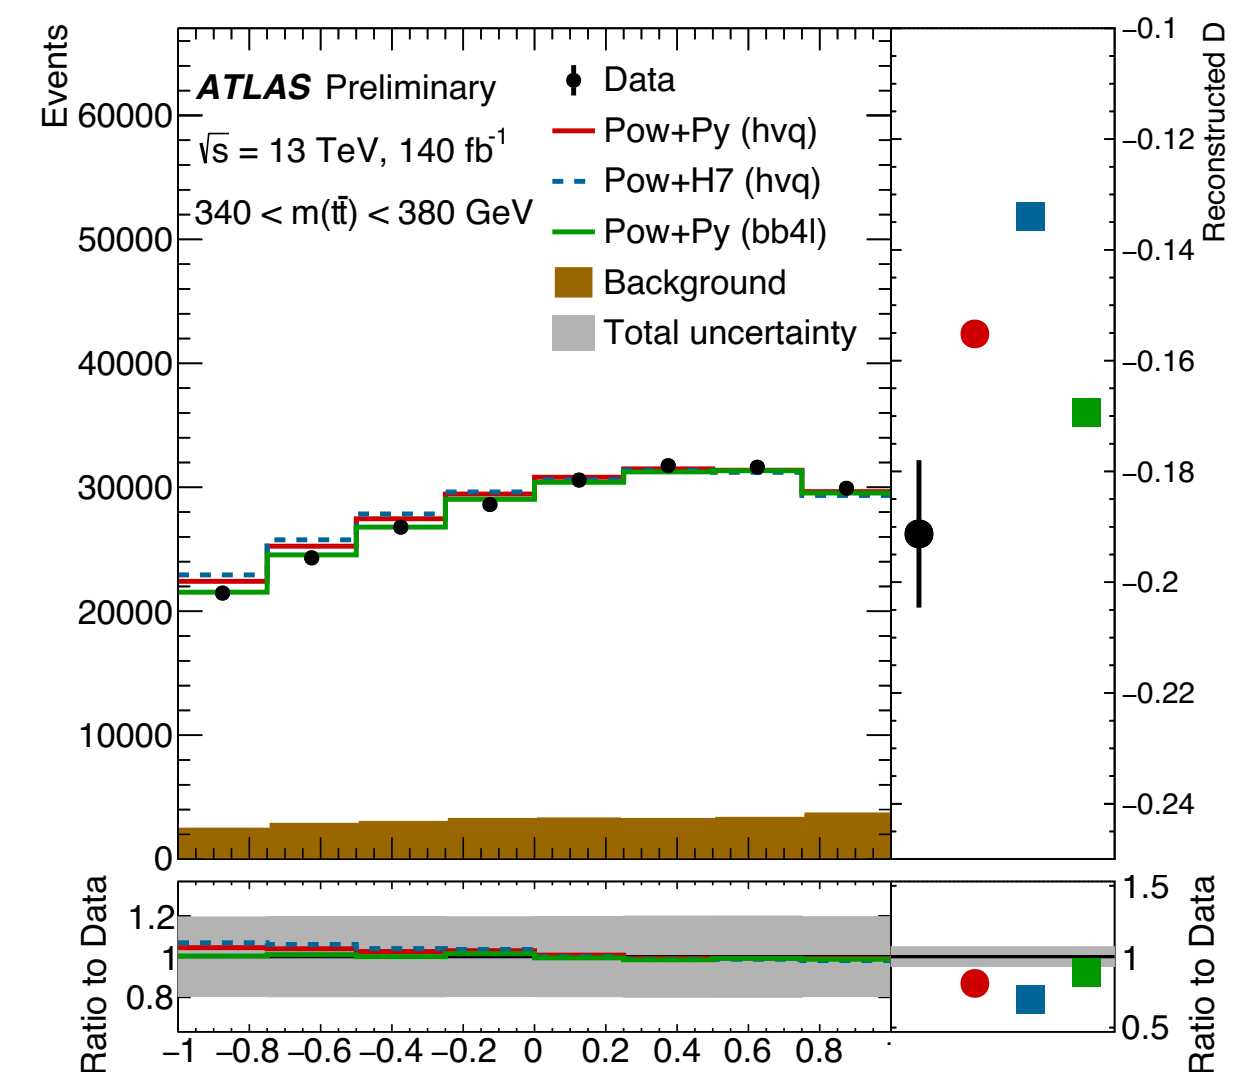 Events
60000
50000
40000
30000
20000
10000
0
ATLAS Preliminary
√s = 13 TeV, 140 fb⁻¹
340 < m(tt̄) < 380 GeV
Data
Pow+Py (hvq)
Pow+H7 (hvq)
Pow+Py (bb4l)
Background
Total uncertainty
−0.1
−0.12
−0.14
−0.16
−0.18
−0.2
−0.22
−0.24
Reconstructed D
Ratio to Data
1.2
1
0.8
−1 −0.8 −0.6 −0.4 −0.2 0 0.2 0.4 0.6 0.8
1.5
1
0.5
Ratio to Data